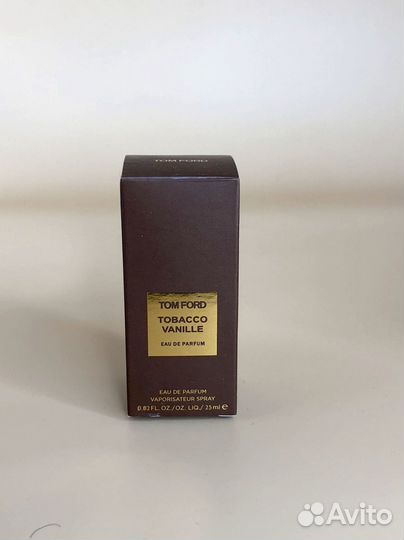 TOM FORD
TOM FORD
TOBACCO
VANILLE
EAU DE PARFUM
EAU DE PARFUM
VAPORISATEUR SPRAY
0.82 FL. OZ./OZ. LIQ./ 25 ml ℮
Avito